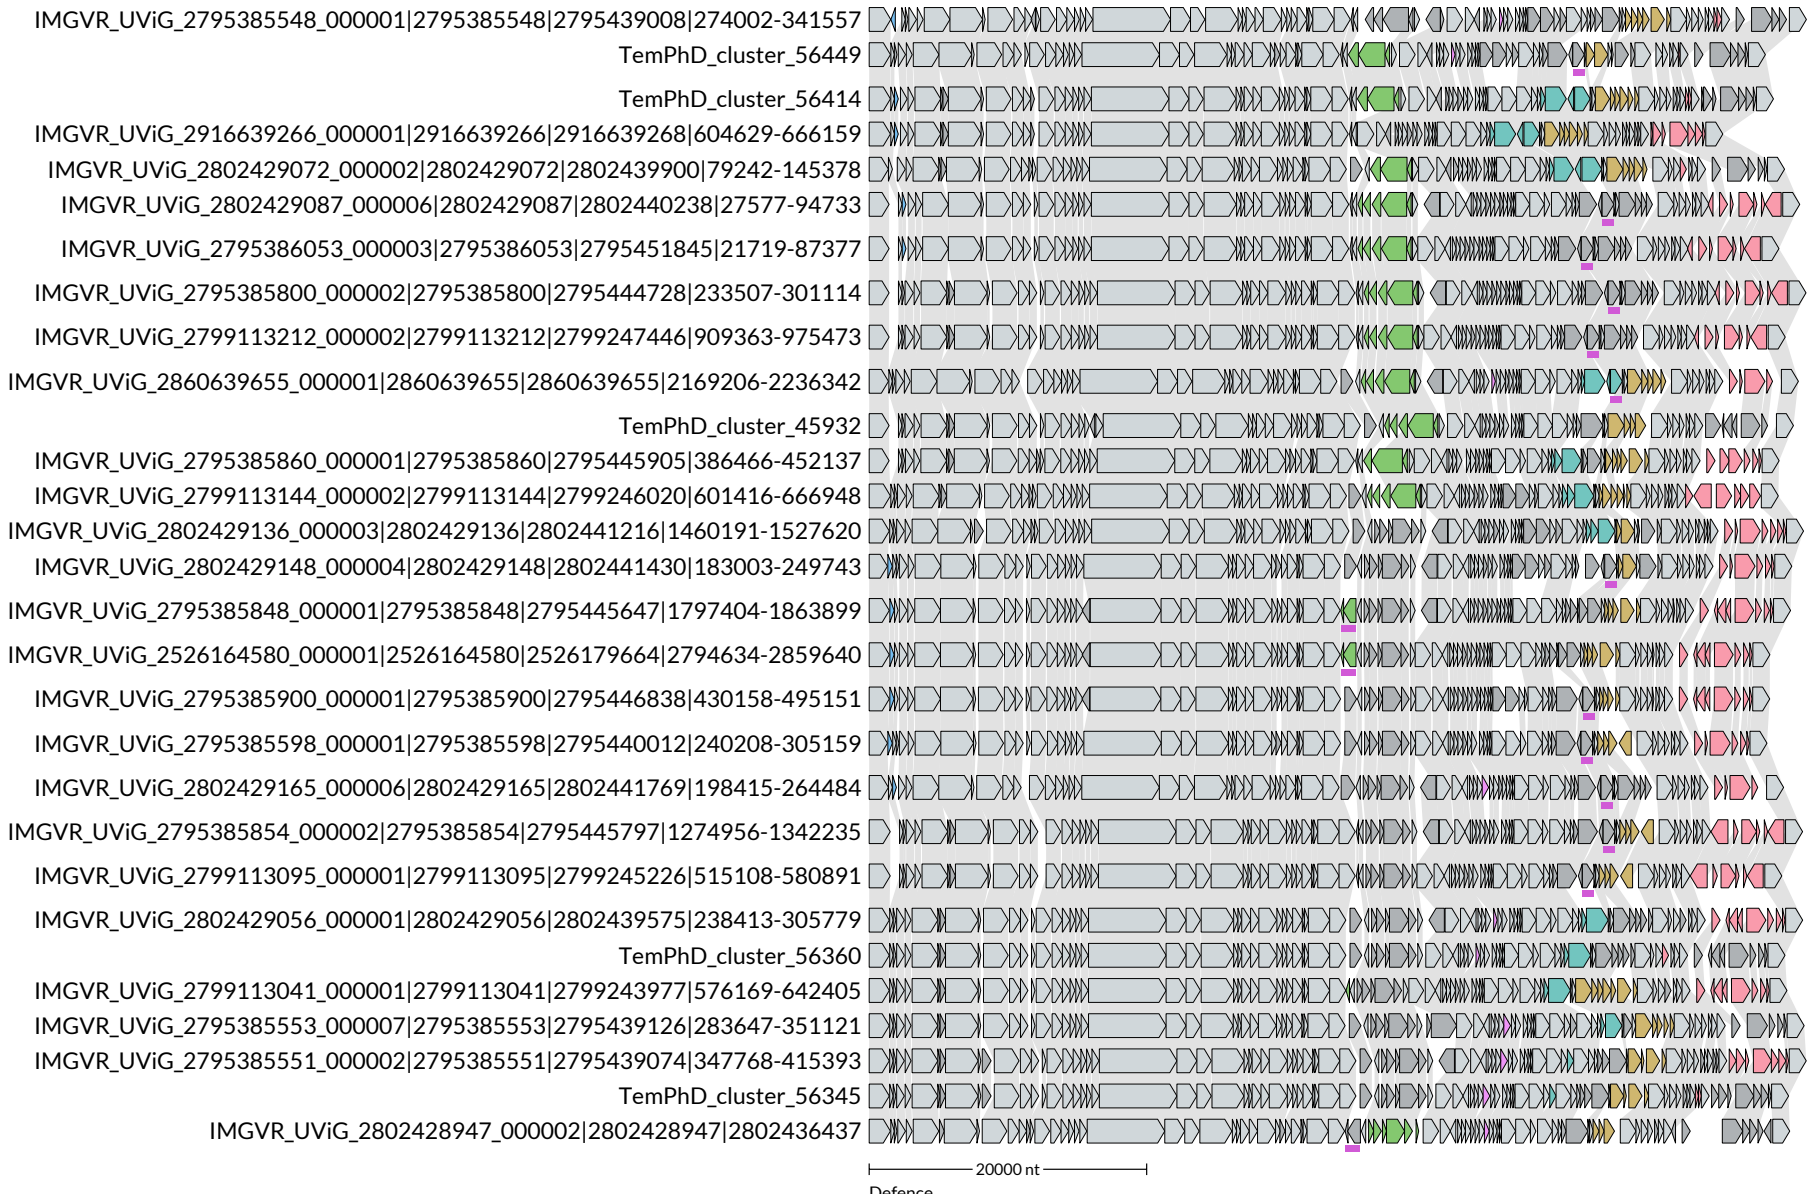 IMGVR_UViG_2795385548_000001|2795385548|2795439008|274002-341557
TemPhD_cluster_56449
TemPhD_cluster_56414
IMGVR_UViG_2916639266_000001|2916639266|2916639268|604629-666159
IMGVR_UViG_2802429072_000002|2802429072|2802439900|79242-145378
IMGVR_UViG_2802429087_000006|2802429087|2802440238|27577-94733
IMGVR_UViG_2795386053_000003|2795386053|2795451845|21719-87377
IMGVR_UViG_2795385800_000002|2795385800|2795444728|233507-301114
IMGVR_UViG_2799113212_000002|2799113212|2799247446|909363-975473
IMGVR_UViG_2860639655_000001|2860639655|2860639655|2169206-2236342
TemPhD_cluster_45932
IMGVR_UViG_2795385860_000001|2795385860|2795445905|386466-452137
IMGVR_UViG_2799113144_000002|2799113144|2799246020|601416-666948
IMGVR_UViG_2802429136_000003|2802429136|2802441216|1460191-1527620
IMGVR_UViG_2802429148_000004|2802429148|2802441430|183003-249743
IMGVR_UViG_2795385848_000001|2795385848|2795445647|1797404-1863899
IMGVR_UViG_2526164580_000001|2526164580|2526179664|2794634-2859640
IMGVR_UViG_2795385900_000001|2795385900|2795446838|430158-495151
IMGVR_UViG_2795385598_000001|2795385598|2795440012|240208-305159
IMGVR_UViG_2802429165_000006|2802429165|2802441769|198415-264484
IMGVR_UViG_2795385854_000002|2795385854|2795445797|1274956-1342235
IMGVR_UViG_2799113095_000001|2799113095|2799245226|515108-580891
IMGVR_UViG_2802429056_000001|2802429056|2802439575|238413-305779
TemPhD_cluster_56360
IMGVR_UViG_2799113041_000001|2799113041|2799243977|576169-642405
IMGVR_UViG_2795385553_000007|2795385553|2795439126|283647-351121
IMGVR_UViG_2795385551_000002|2795385551|2795439074|347768-415393
TemPhD_cluster_56345
IMGVR_UViG_2802428947_000002|2802428947|2802436437
20000 nt
Defence